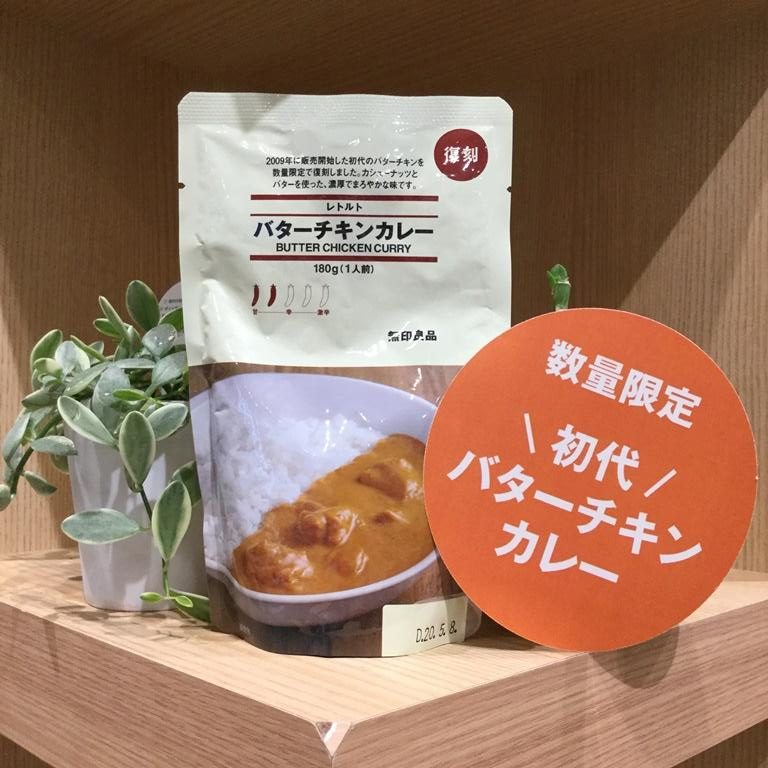 復刻
2009年に販売開始した初代のバターチキンを
数量限定で復刻しました。カシューナッツと
バターを使った、濃厚でまろやかな味です。
レトルト
バターチキンカレー
BUTTER CHICKEN CURRY
180g(1人前)
甘 辛 激辛
無印良品
D.20. 5. 8.
数量限定
\ 初代 /
バターチキン
カレー